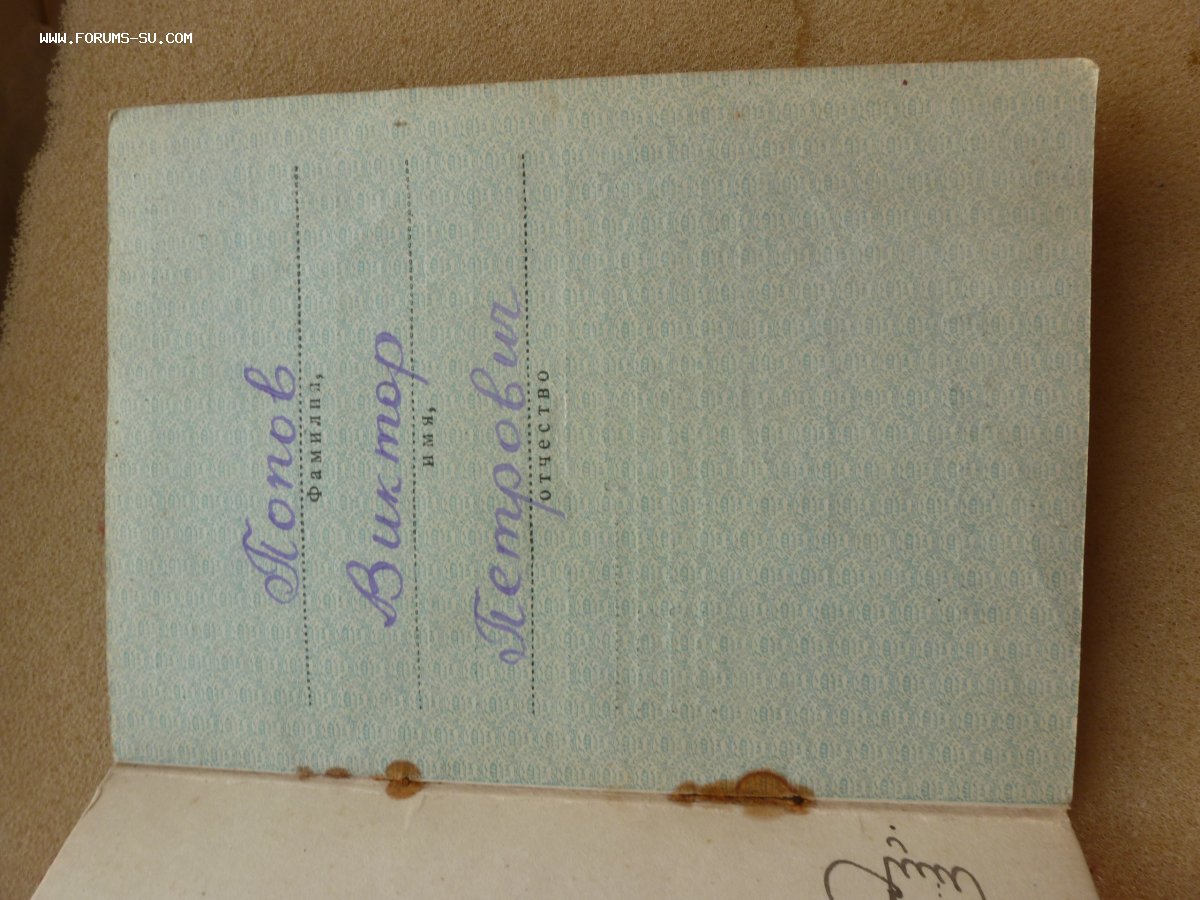 WWW.FORUMS-SU.COM
Попов
фамилия,
Виктор
имя,
Петрович
отчество